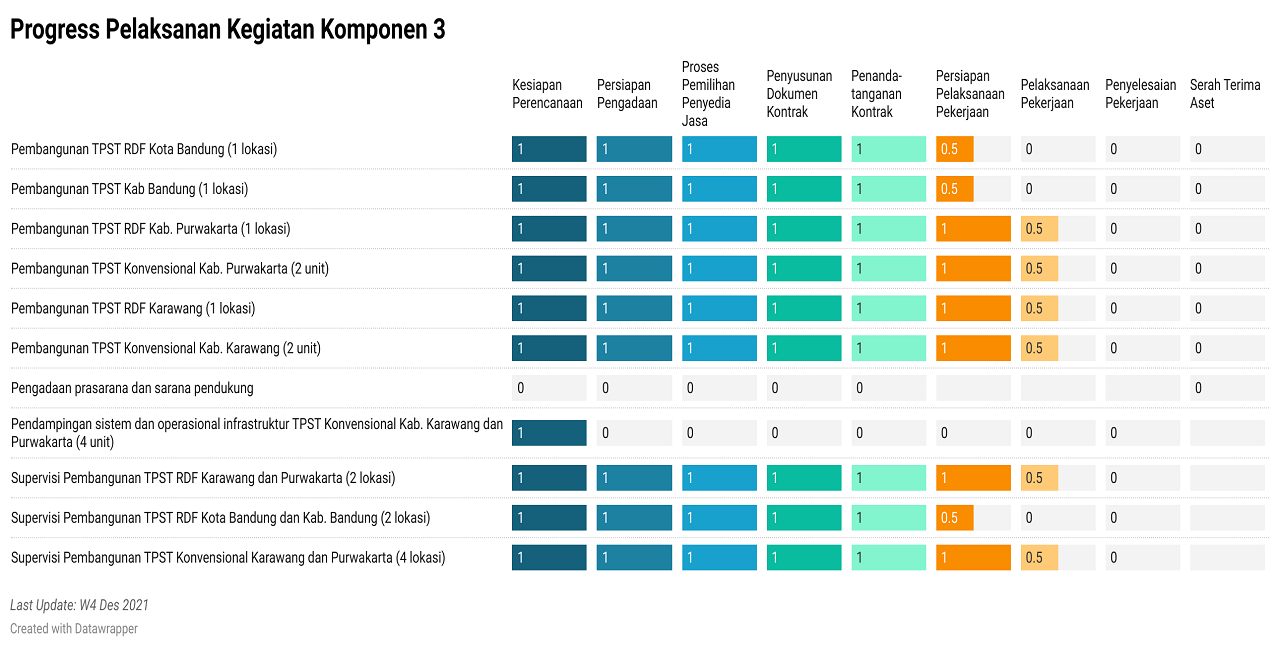 Progress Pelaksanan Kegiatan Komponen 3
Kesiapan Perencanaan
Persiapan Pengadaan
Proses Pemilihan Penyedia Jasa
Penyusunan Dokumen Kontrak
Penanda-tanganan Kontrak
Persiapan Pelaksanaan Pekerjaan
Pelaksanaan Pekerjaan
Penyelesaian Pekerjaan
Serah Terima Aset
Pembangunan TPST RDF Kota Bandung (1 lokasi) 1 1 1 1 1 0.5 0 0 0
Pembangunan TPST Kab Bandung (1 lokasi) 1 1 1 1 1 0.5 0 0 0
Pembangunan TPST RDF Kab. Purwakarta (1 lokasi) 1 1 1 1 1 1 0.5 0 0
Pembangunan TPST Konvensional Kab. Purwakarta (2 unit) 1 1 1 1 1 1 0.5 0 0
Pembangunan TPST RDF Karawang (1 lokasi) 1 1 1 1 1 1 0.5 0 0
Pembangunan TPST Konvensional Kab. Karawang (2 unit) 1 1 1 1 1 1 0.5 0 0
Pengadaan prasarana dan sarana pendukung 0 0 0 0 0 0
Pendampingan sistem dan operasional infrastruktur TPST Konvensional Kab. Karawang dan
Purwakarta (4 unit) 1 0 0 0 0 0 0 0
Supervisi Pembangunan TPST RDF Karawang dan Purwakarta (2 lokasi) 1 1 1 1 1 1 0.5 0
Supervisi Pembangunan TPST RDF Kota Bandung dan Kab. Bandung (2 lokasi) 1 1 1 1 1 0.5 0 0
Supervisi Pembangunan TPST Konvensional Karawang dan Purwakarta (4 lokasi) 1 1 1 1 1 1 0.5 0
Last Update: W4 Des 2021
Created with Datawrapper